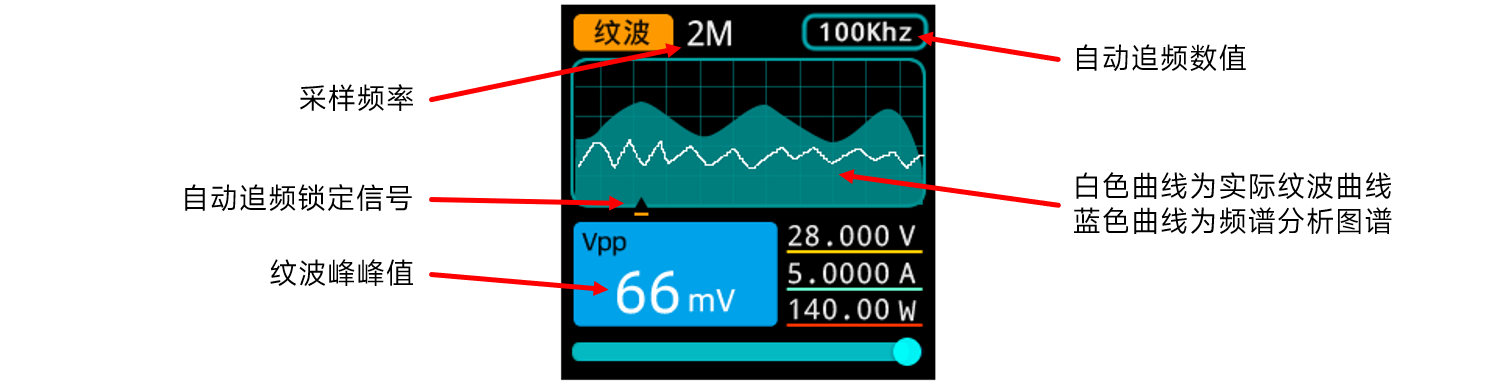 纹波 2M 100Khz
自动追频数值
采样频率
白色曲线为实际纹波曲线
自动追频锁定信号
蓝色曲线为频谱分析图谱
Vpp
28.000 V
纹波峰峰值
5.0000 A
66 mV
140.00 W